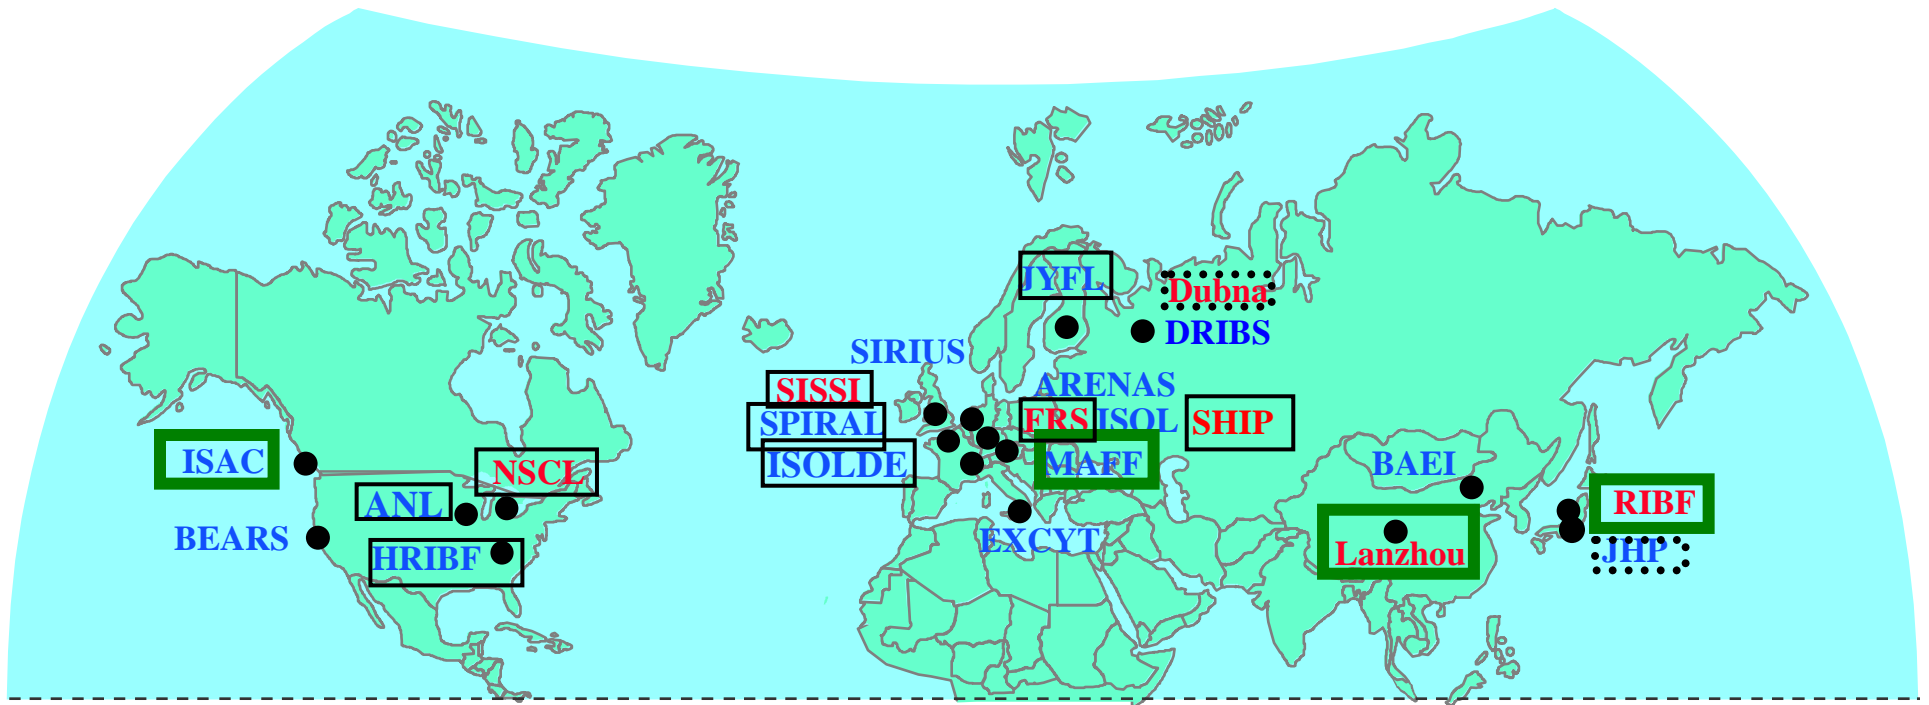 JYFL
Dubna
DRIBS
SIRIUS
SISSI
ARENAS
SPIRAL
FRS ISOL
SHIP
ISAC
NSCL
ISOLDE
MAFF
BAEI
ANL
RIBF
BEARS
HRIBF
EXCYT
Lanzhou
JHP